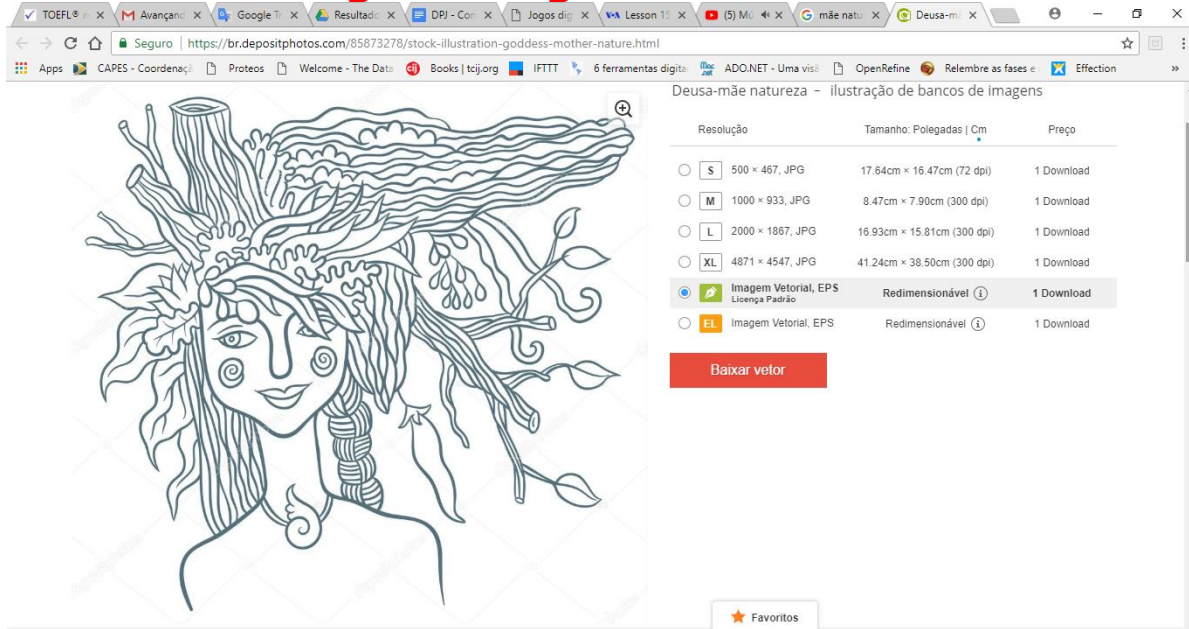 TOEFL®
Avançand
Google Tr
Resultado
DPJ - Con
Jogos dig
Lesson 15
(5) Mú
mãe natu
Deusa-mã
Seguro | https://br.depositphotos.com/85873278/stock-illustration-goddess-mother-nature.html
Apps CAPES - Coordenaçã Proteos Welcome - The Data Books | tcij.org IFTTT 6 ferramentas digita ADO.NET - Uma visã OpenRefine Relembre as fases e Effection »
Deusa-mãe natureza - ilustração de bancos de imagens
Resolução Tamanho: Polegadas | Cm Preço
S 500 × 467, JPG 17.64cm × 16.47cm (72 dpi) 1 Download
M 1000 × 933, JPG 8.47cm × 7.90cm (300 dpi) 1 Download
L 2000 × 1867, JPG 16.93cm × 15.81cm (300 dpi) 1 Download
XL 4871 × 4547, JPG 41.24cm × 38.50cm (300 dpi) 1 Download
Imagem Vetorial, EPS Redimensionável i 1 Download
Licença Padrão
EL Imagem Vetorial, EPS Redimensionável i 1 Download
Baixar vetor
Favoritos